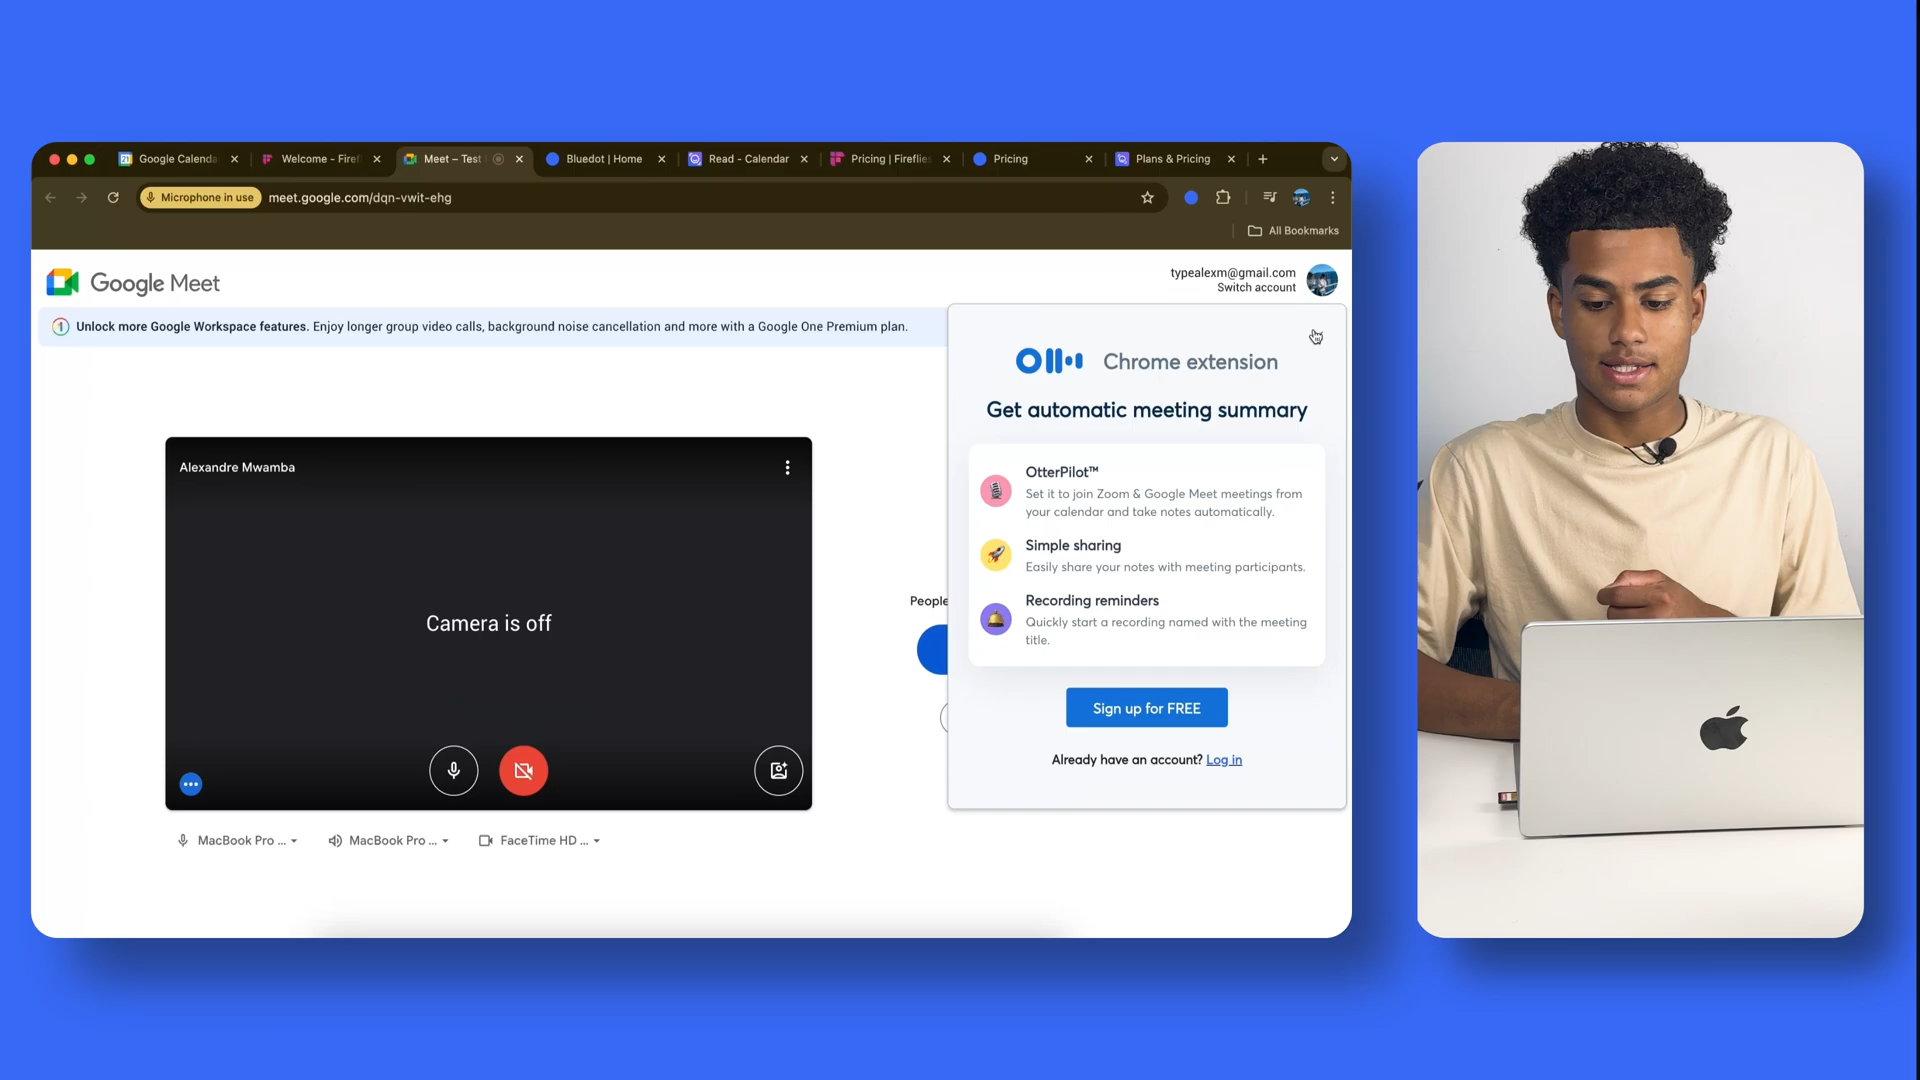 Google Calenda
Welcome - Firef
Meet – Test
Bluedot | Home
Read - Calendar
Pricing | Fireflies
Pricing
Plans & Pricing
Microphone in use
meet.google.com/dqn-vwit-ehg
All Bookmarks
Google Meet
typealexm@gmail.com
Switch account
Unlock more Google Workspace features. Enjoy longer group video calls, background noise cancellation and more with a Google One Premium plan.
Chrome extension
Get automatic meeting summary
Alexandre Mwamba
OtterPilot™
Set it to join Zoom & Google Meet meetings from
your calendar and take notes automatically.
Simple sharing
Easily share your notes with meeting participants.
Camera is off
People
Recording reminders
Quickly start a recording named with the meeting
title.
Sign up for FREE
Already have an account? Log in
MacBook Pro ...
MacBook Pro ...
FaceTime HD ...